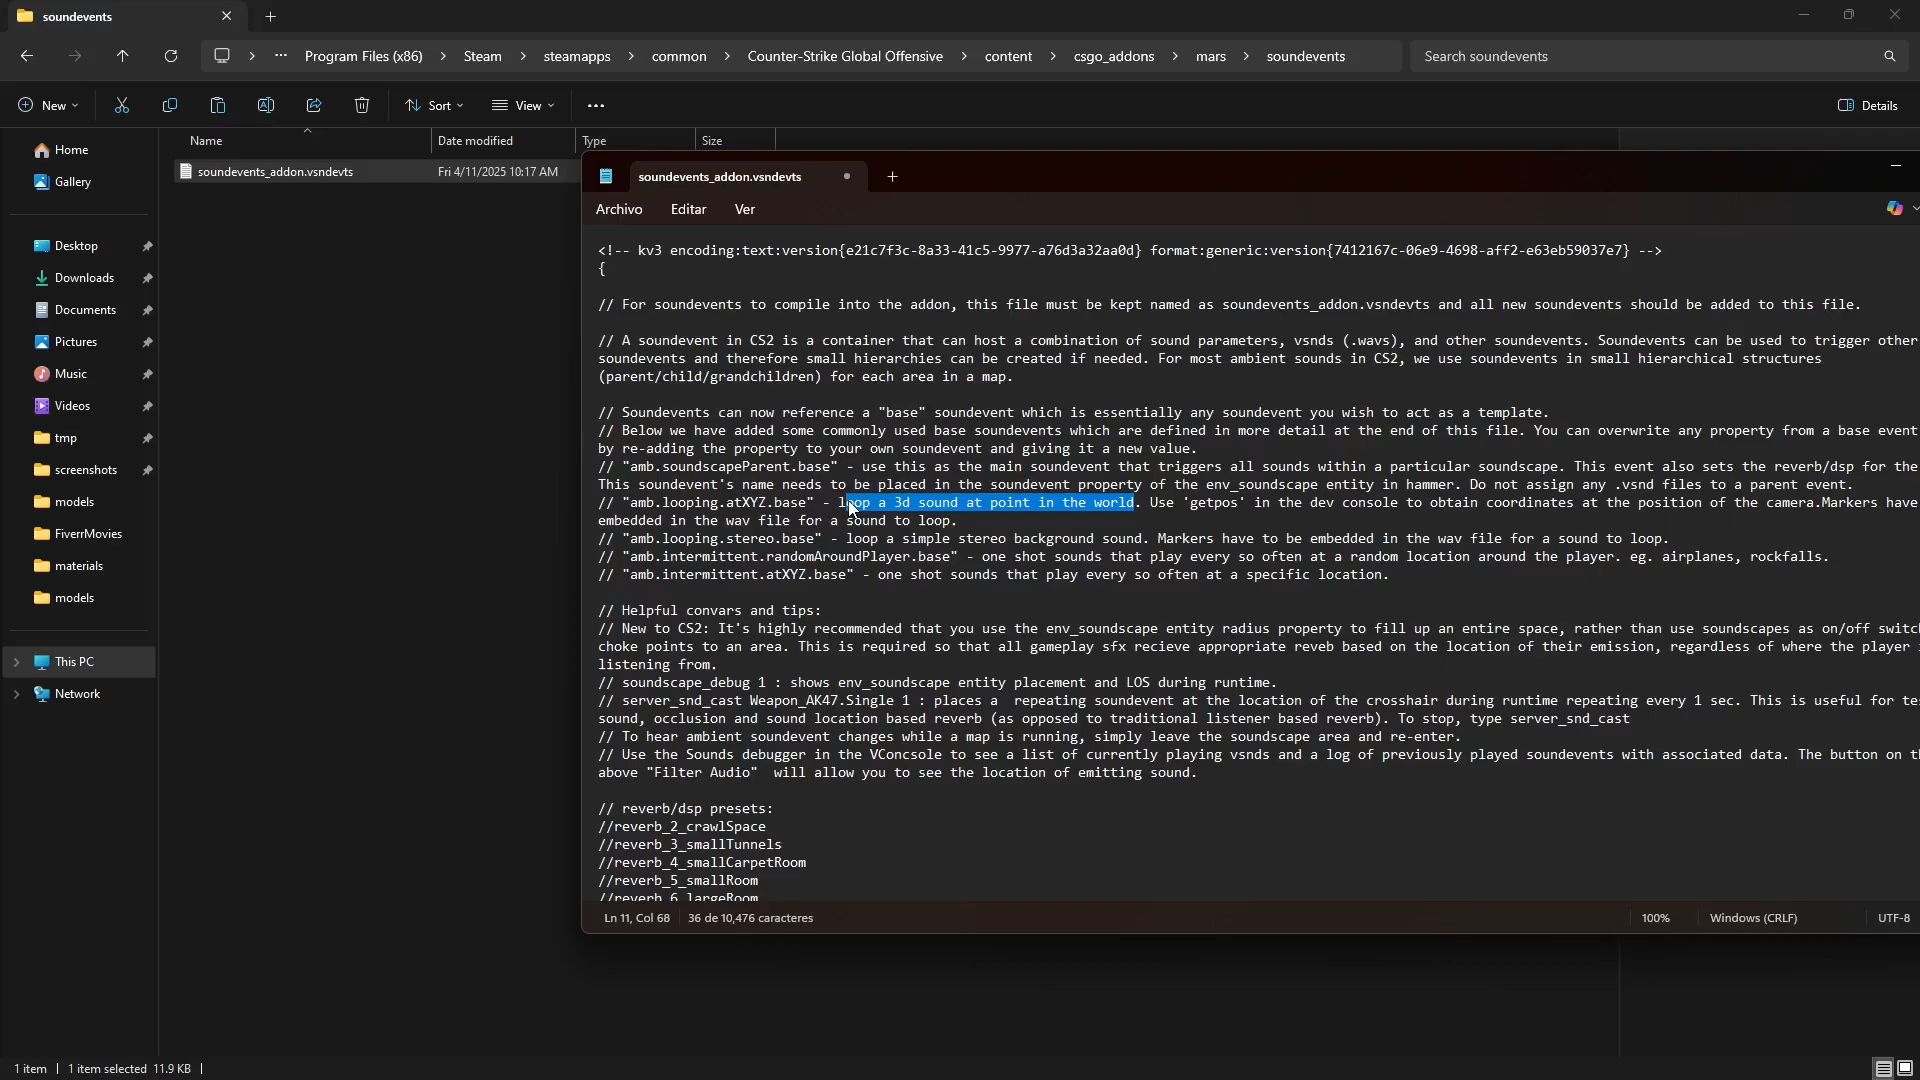 soundevents
Program Files (x86) > Steam > steamapps > common > Counter-Strike Global Offensive > content > csgo_addons > mars > soundevents
Search soundevents
New
Sort
View
Details
Name
Date modified
Type
Size
Home
Gallery
Desktop
Downloads
Documents
Pictures
Music
Videos
tmp
screenshots
models
FiverrMovies
materials
models
This PC
Network
soundevents_addon.vsndevts
Fri 4/11/2025 10:17 AM
soundevents_addon.vsndevts
Archivo Editar Ver
<!-- kv3 encoding:text:version{e21c7f3c-8a33-41c5-9977-a76d3a32aa0d} format:generic:version{7412167c-06e9-4698-aff2-e63eb59037e7} -->
{
// For soundevents to compile into the addon, this file must be kept named as soundevents_addon.vsndevts and all new soundevents should be added to this file.
// A soundevent in CS2 is a container that can host a combination of sound parameters, vsnds (.wavs), and other soundevents. Soundevents can be used to trigger other
soundevents and therefore small hierarchies can be created if needed. For most ambient sounds in CS2, we use soundevents in small hierarchical structures
(parent/child/grandchildren) for each area in a map.
// Soundevents can now reference a "base" soundevent which is essentially any soundevent you wish to act as a template.
// Below we have added some commonly used base soundevents which are defined in more detail at the end of this file. You can overwrite any property from a base event
by re-adding the property to your own soundevent and giving it a new value.
// "amb.soundscapeParent.base" - use this as the main soundevent that triggers all sounds within a particular soundscape. This event also sets the reverb/dsp for the
This soundevent's name needs to be placed in the soundevent property of the env_soundscape entity in hammer. Do not assign any .vsnd files to a parent event.
// "amb.looping.atXYZ.base" - loop a 3d sound at point in the world. Use 'getpos' in the dev console to obtain coordinates at the position of the camera.Markers have
embedded in the wav file for a sound to loop.
// "amb.looping.stereo.base" - loop a simple stereo background sound. Markers have to be embedded in the wav file for a sound to loop.
// "amb.intermittent.randomAroundPlayer.base" - one shot sounds that play every so often at a random location around the player. eg. airplanes, rockfalls.
// "amb.intermittent.atXYZ.base" - one shot sounds that play every so often at a specific location.
// Helpful convars and tips:
// New to CS2: It's highly recommended that you use the env_soundscape entity radius property to fill up an entire space, rather than use soundscapes as on/off switc
choke points to an area. This is required so that all gameplay sfx recieve appropriate reveb based on the location of their emission, regardless of where the player
listening from.
// soundscape_debug 1 : shows env_soundscape entity placement and LOS during runtime.
// server_snd_cast Weapon_AK47.Single 1 : places a  repeating soundevent at the location of the crosshair during runtime repeating every 1 sec. This is useful for te
sound, occlusion and sound location based reverb (as opposed to traditional listener based reverb). To stop, type server_snd_cast
// To hear ambient soundevent changes while a map is running, simply leave the soundscape area and re-enter.
// Use the Sounds debugger in the VConcsole to see a list of currently playing vsnds and a log of previously played soundevents with associated data. The button on t
above "Filter Audio"  will allow you to see the location of emitting sound.
// reverb/dsp presets:
//reverb_2_crawlSpace
//reverb_3_smallTunnels
//reverb_4_smallCarpetRoom
//reverb_5_smallRoom
//reverb_6_largeRoom
Ln 11, Col 68
36 de 10,476 caracteres
100%
Windows (CRLF)
UTF-8
1 item
1 item selected 11.9 KB